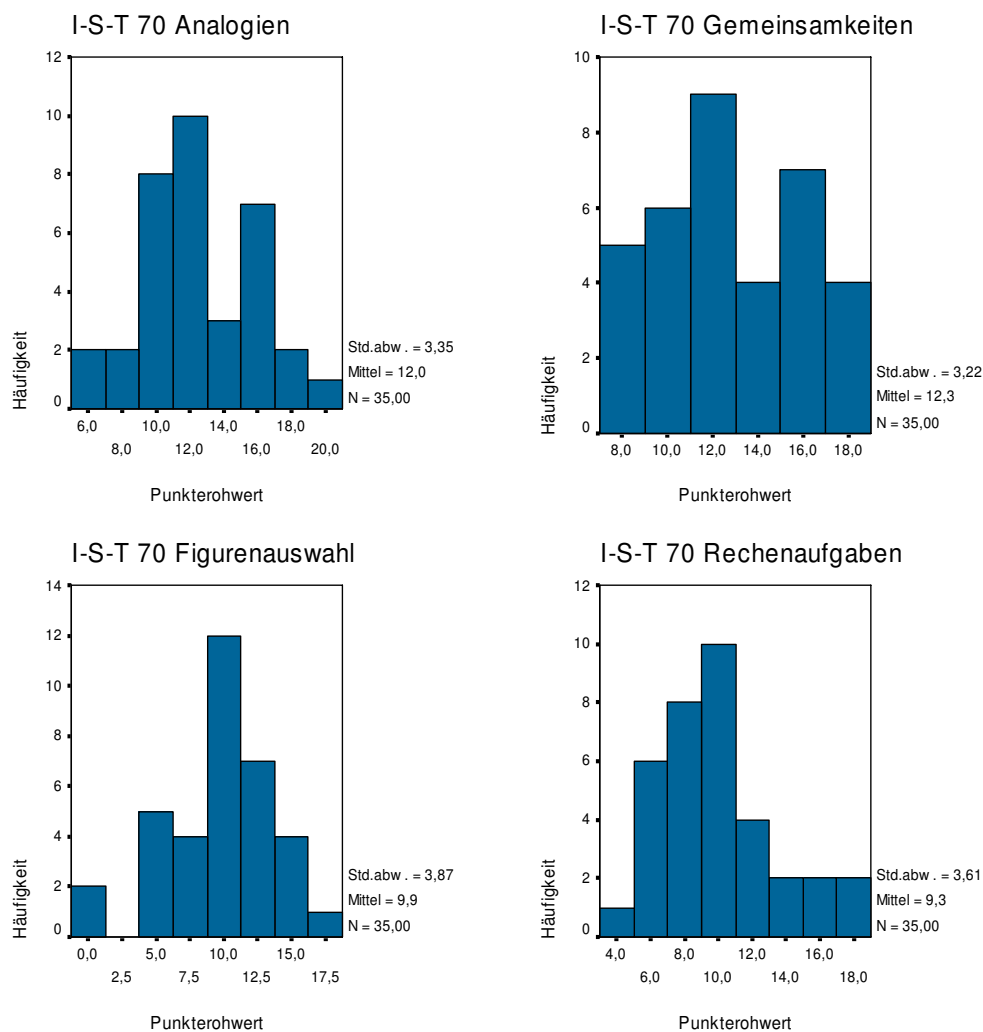 I-S-T 70 Analogien
12
10
8
6
4
2
0
Häufigkeit
6,0 10,0 14,0 18,0
8,0 12,0 16,0 20,0
Punkterohwert
Std.abw . = 3,35
Mittel = 12,0
N = 35,00
I-S-T 70 Gemeinsamkeiten
10
8
6
4
2
0
Häufigkeit
8,0 10,0 12,0 14,0 16,0 18,0
Punkterohwert
Std.abw . = 3,22
Mittel = 12,3
N = 35,00
I-S-T 70 Figurenauswahl
14
12
10
8
6
4
2
0
Häufigkeit
0,0 5,0 10,0 15,0
2,5 7,5 12,5 17,5
Punkterohwert
Std.abw . = 3,87
Mittel = 9,9
N = 35,00
I-S-T 70 Rechenaufgaben
12
10
8
6
4
2
0
Häufigkeit
4,0 8,0 12,0 16,0
6,0 10,0 14,0 18,0
Punkterohwert
Std.abw . = 3,61
Mittel = 9,3
N = 35,00